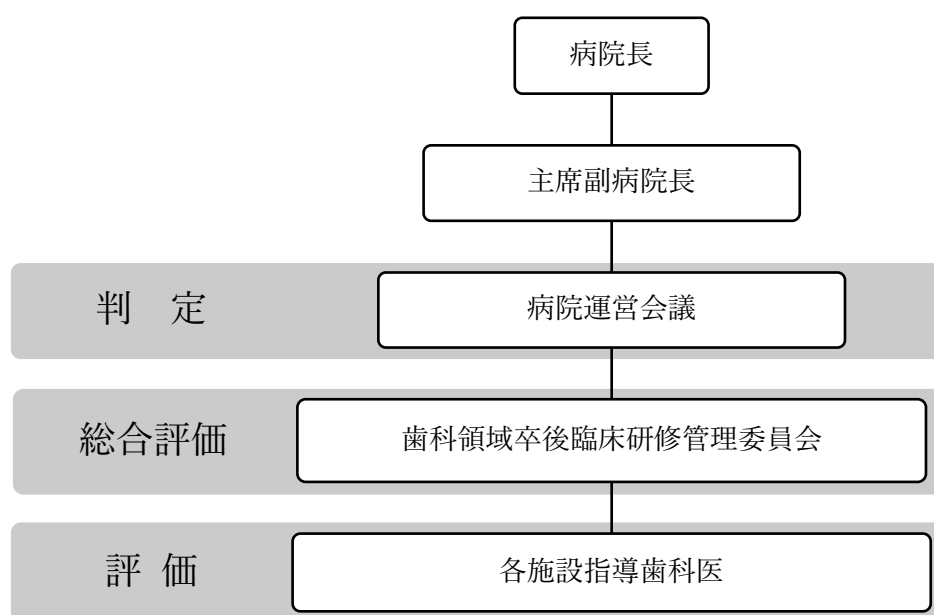 病院長
主席副病院長
判　定
病院運営会議
総合評価
歯科領域卒後臨床研修管理委員会
評 価
各施設指導歯科医